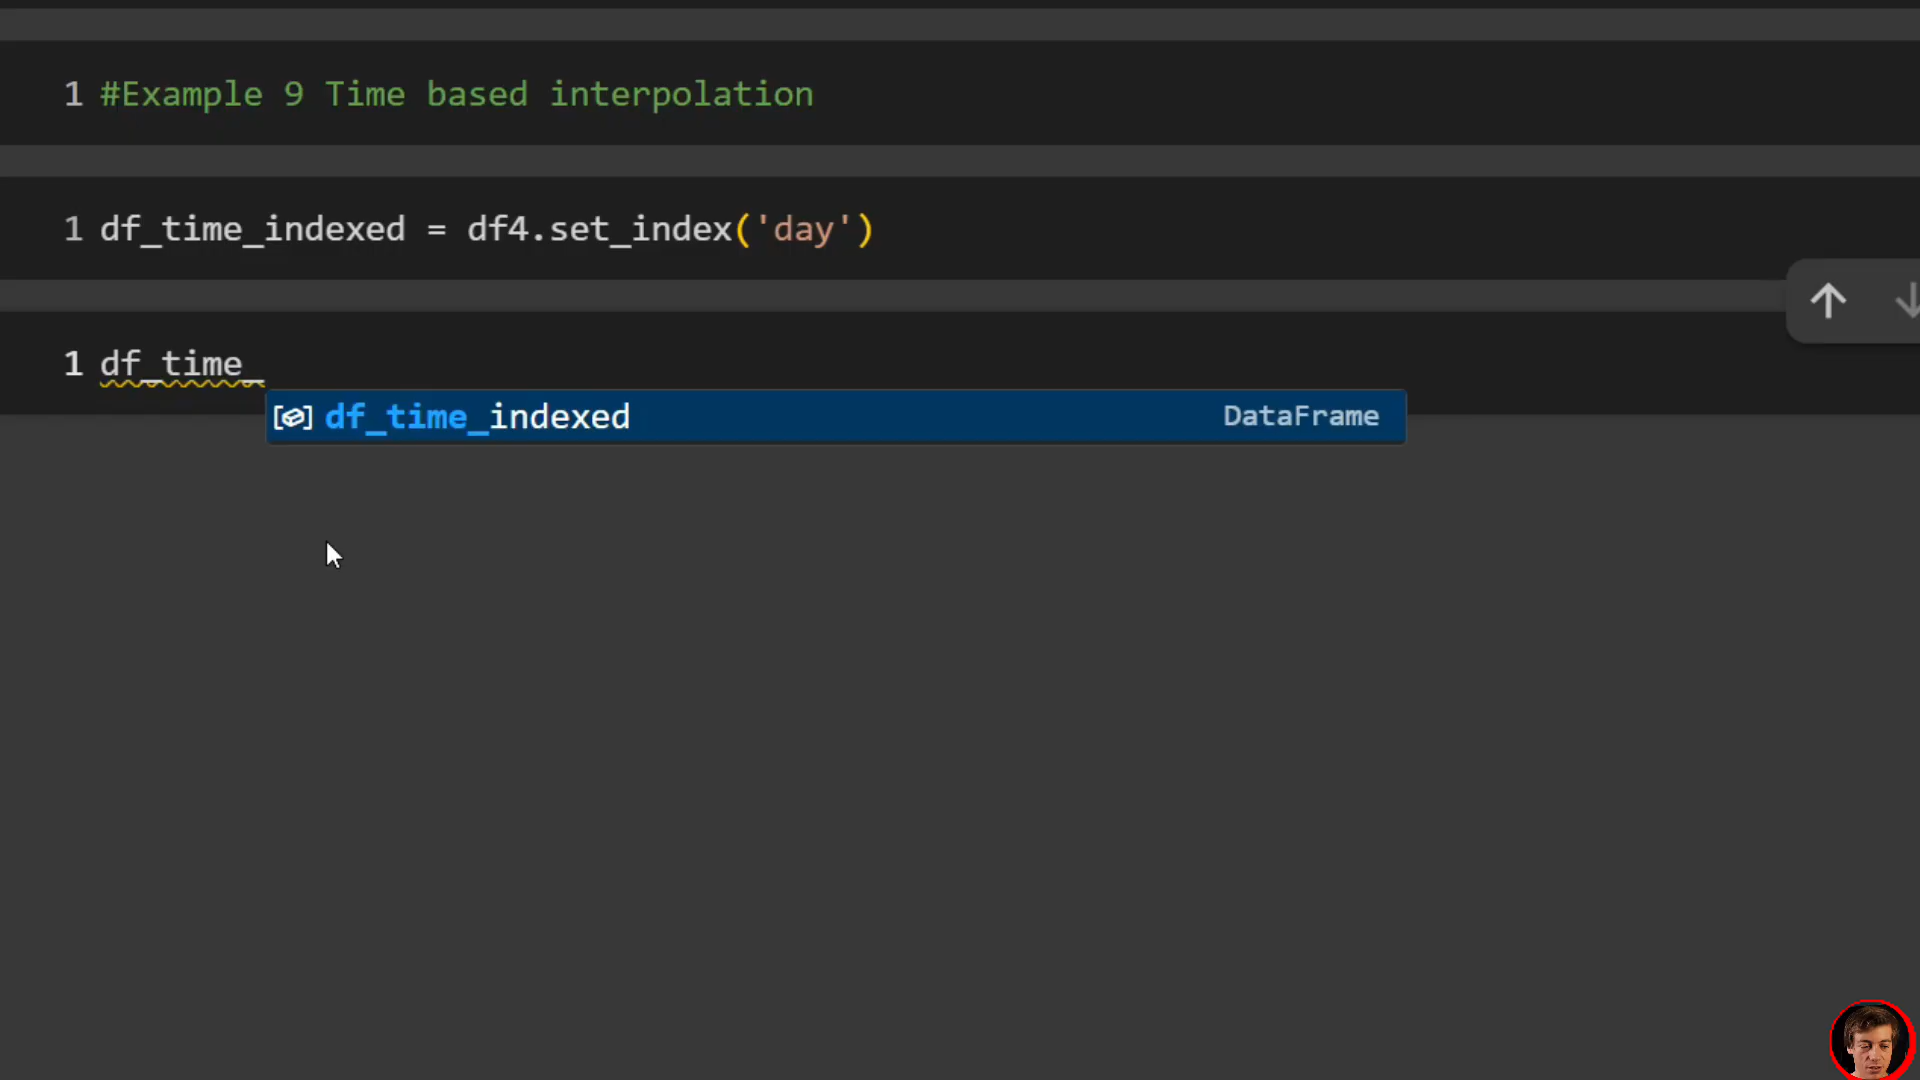 1 #Example 9 Time based interpolation
1 df_time_indexed = df4.set_index('day')
1 df_time_
df_time_indexed DataFrame